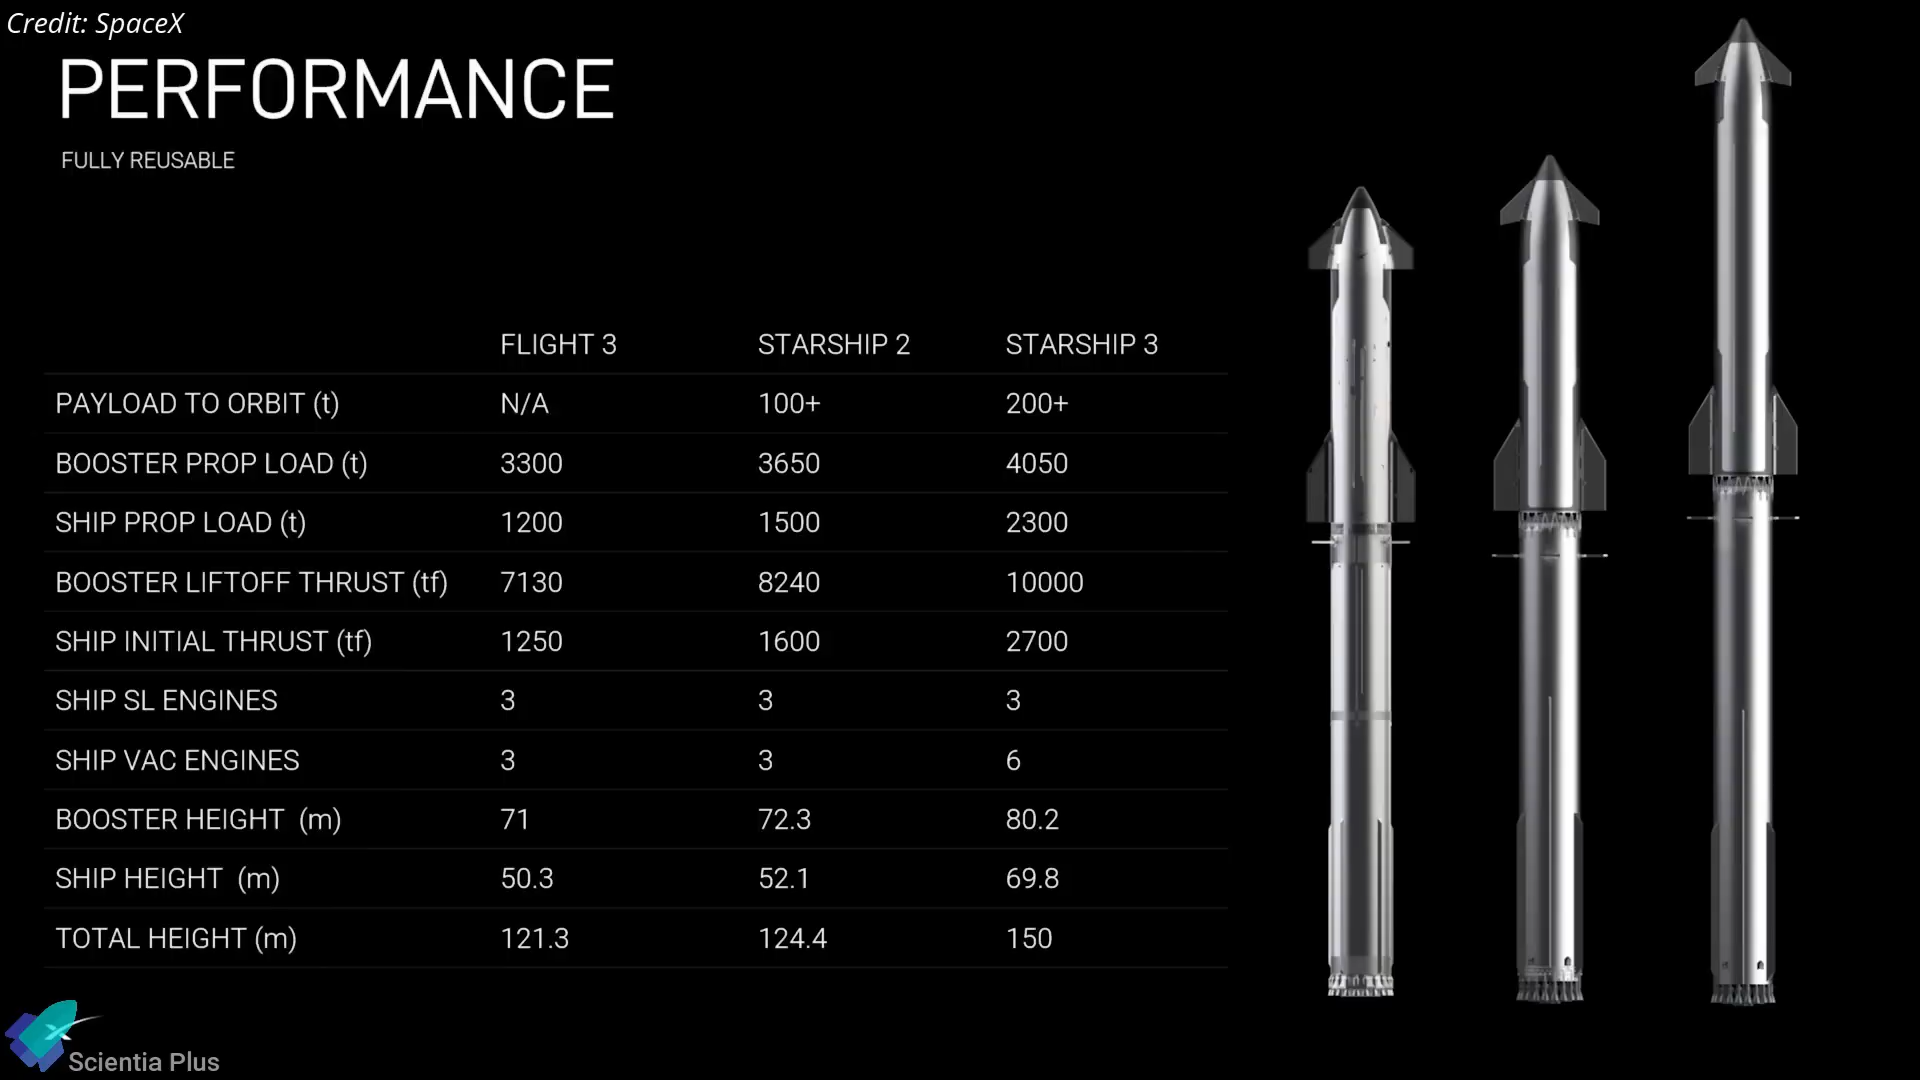 Credit: SpaceX
PERFORMANCE
FULLY REUSABLE
FLIGHT 3 STARSHIP 2 STARSHIP 3
PAYLOAD TO ORBIT (t) N/A 100+ 200+
BOOSTER PROP LOAD (t) 3300 3650 4050
SHIP PROP LOAD (t) 1200 1500 2300
BOOSTER LIFTOFF THRUST (tf) 7130 8240 10000
SHIP INITIAL THRUST (tf) 1250 1600 2700
SHIP SL ENGINES 3 3 3
SHIP VAC ENGINES 3 3 6
BOOSTER HEIGHT (m) 71 72.3 80.2
SHIP HEIGHT (m) 50.3 52.1 69.8
TOTAL HEIGHT (m) 121.3 124.4 150
Scientia Plus